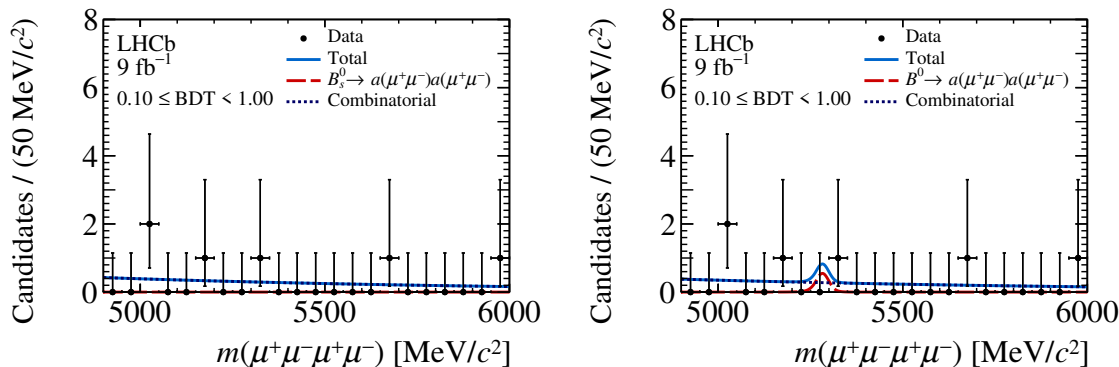 LHCb
9 fb⁻¹
0.10 ≤ BDT < 1.00
Data
Total
B⁰ₛ → a(μ⁺μ⁻)a(μ⁺μ⁻)
Combinatorial
Candidates / (50 MeV/c²)
8
6
4
2
0
5000 5500 6000
m(μ⁺μ⁻μ⁺μ⁻) [MeV/c²]
LHCb
9 fb⁻¹
0.10 ≤ BDT < 1.00
Data
Total
B⁰ → a(μ⁺μ⁻)a(μ⁺μ⁻)
Combinatorial
Candidates / (50 MeV/c²)
8
6
4
2
0
5000 5500 6000
m(μ⁺μ⁻μ⁺μ⁻) [MeV/c²]